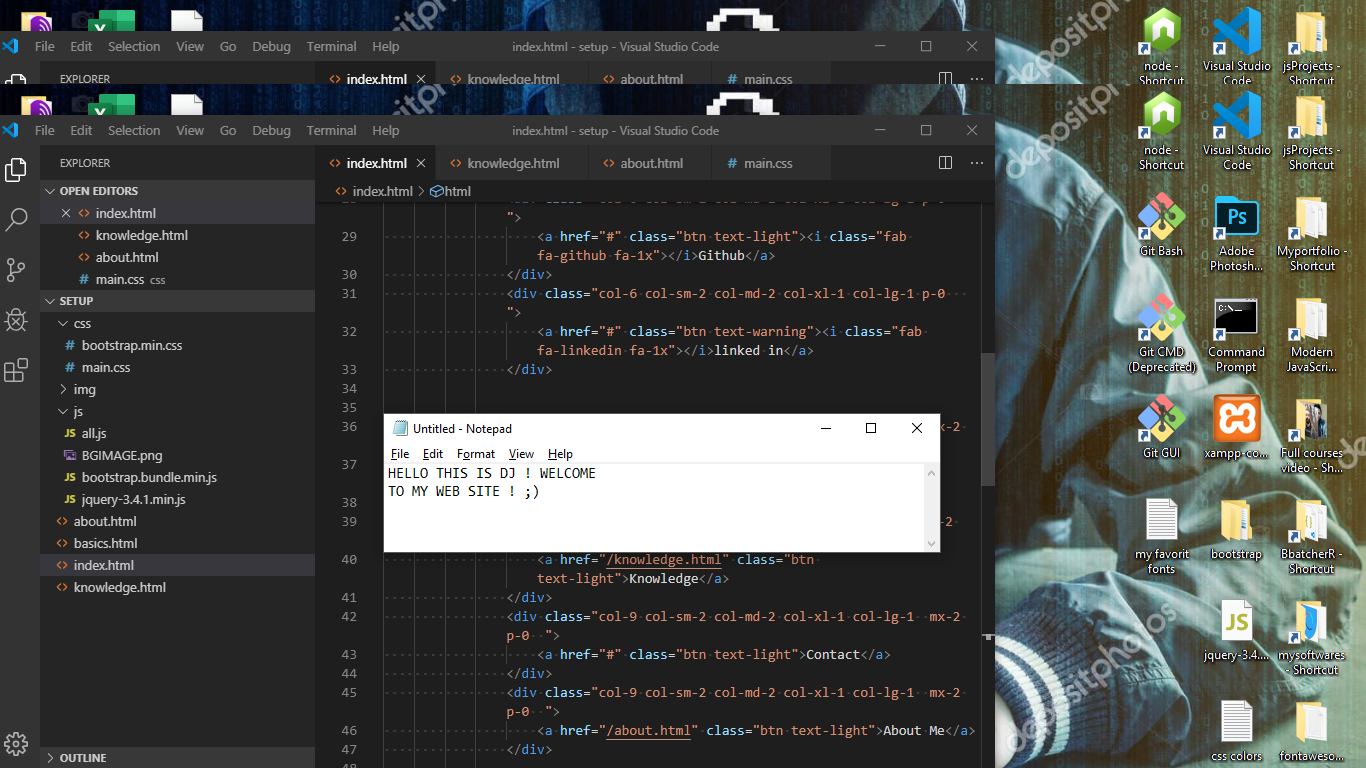 File Edit Selection View Go Debug Terminal Help index.html - setup - Visual Studio Code
EXPLORER index.html knowledge.html about.html # main.css
File Edit Selection View Go Debug Terminal Help index.html - setup - Visual Studio Code
EXPLORER index.html knowledge.html about.html # main.css
OPEN EDITORS
index.html
knowledge.html
about.html
# main.css css
SETUP
css
# bootstrap.min.css
# main.css
img
js
JS all.js
BGIMAGE.png
JS bootstrap.bundle.min.js
JS jquery-3.4.1.min.js
about.html
basics.html
index.html
knowledge.html
OUTLINE
index.html > html
">
29 <a href="#" class="btn text-light"><i class="fab
fa-github fa-1x"></i>Github</a>
30 </div>
31 <div class="col-6 col-sm-2 col-md-2 col-xl-1 col-lg-1 p-0
">
32 <a href="#" class="btn text-warning"><i class="fab
fa-linkedin fa-1x"></i>linked in</a>
33 </div>
34
35
36 mx-2
37
38
39 -2
40 <a href="/knowledge.html" class="btn
text-light">Knowledge</a>
41 </div>
42 <div class="col-9 col-sm-2 col-md-2 col-xl-1 col-lg-1 mx-2
p-0 ">
43 <a href="#" class="btn text-light">Contact</a>
44 </div>
45 <div class="col-9 col-sm-2 col-md-2 col-xl-1 col-lg-1 mx-2
p-0 ">
46 <a href="/about.html" class="btn text-light">About Me</a>
47 </div>
Untitled - Notepad
File Edit Format View Help
HELLO THIS IS DJ ! WELCOME
TO MY WEB SITE ! ;)
node -
Shortcut
Visual Studio
Code
jsProjects -
Shortcut
node -
Shortcut
Visual Studio
Code
jsProjects -
Shortcut
Git Bash
Ps
Adobe
Photosh...
Myportfolio -
Shortcut
Git CMD
(Deprecated)
C:\_
Command
Prompt
Modern
JavaScri...
Git GUI
xampp-co...
Full courses
video - Sh...
my favorit
fonts
bootstrap
BbatcherR -
Shortcut
JS
jquery-3.4....
mysoftwares
- Shortcut
css colors
fontaweso...
depositphotos